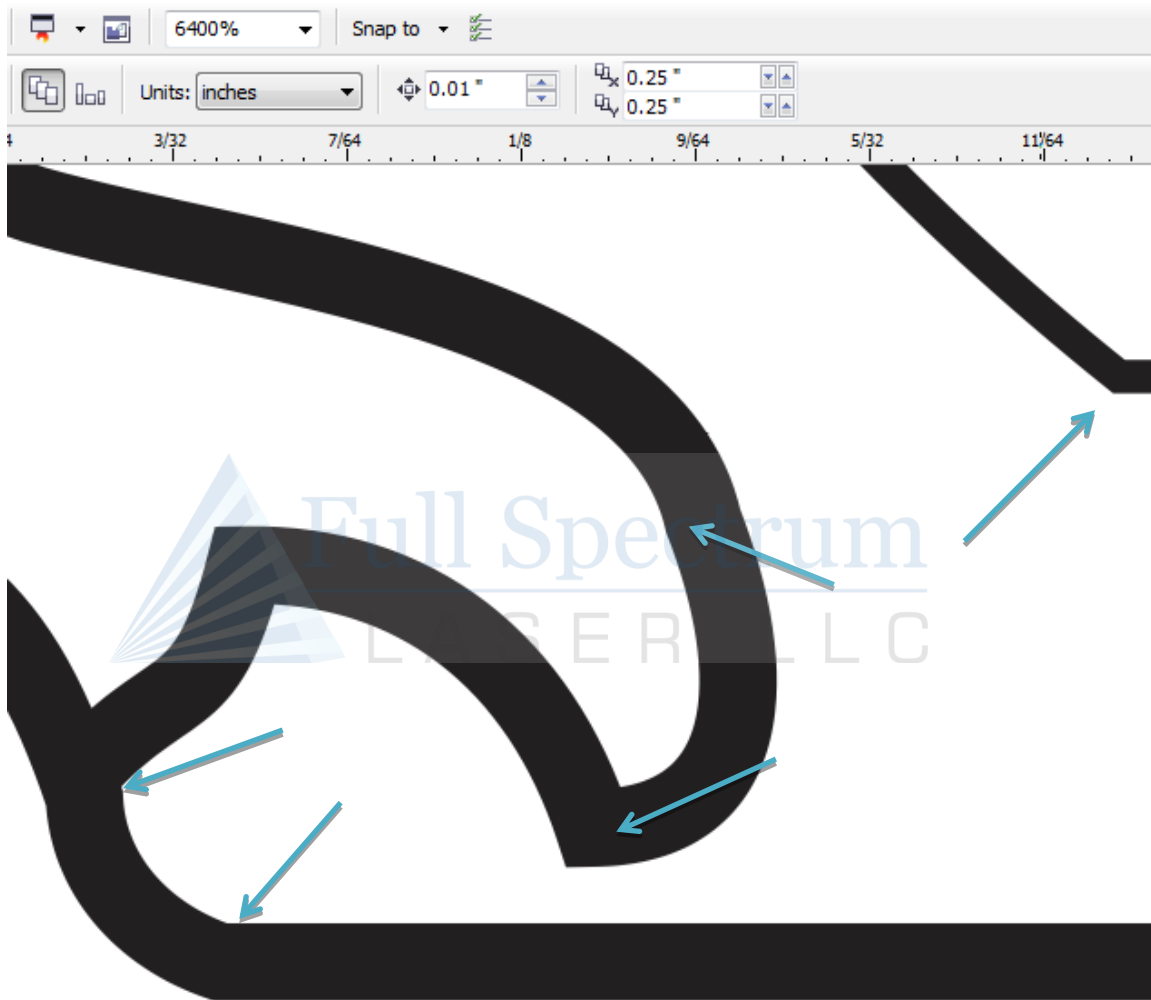 6400% Snap to
Units: inches 0.01 " x 0.25 "
y 0.25 "
4 3/32 7/64 1/8 9/64 5/32 11/64
Full Spectrum
LASER LLC